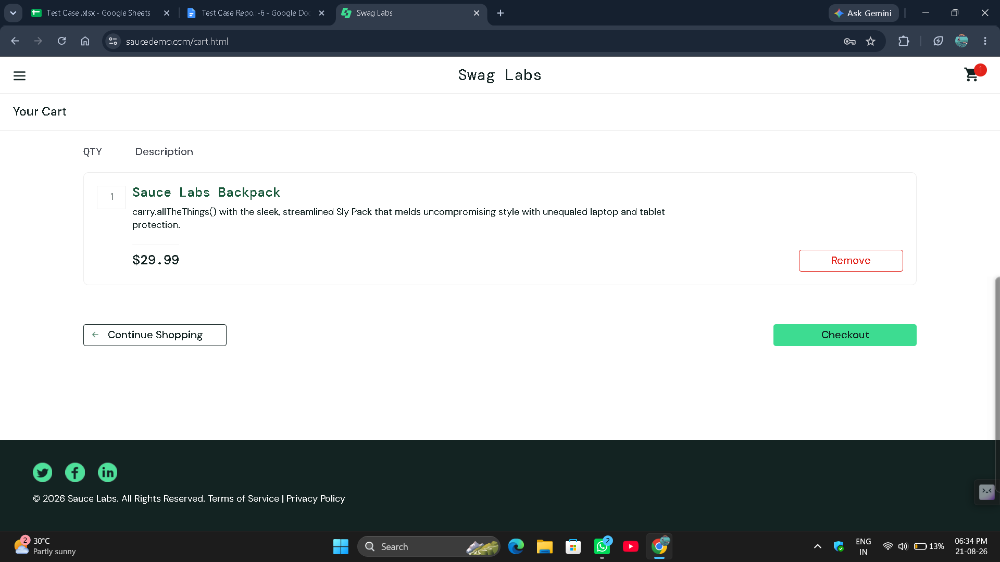 Test Case .xlsx - Google Sheets
Test Case Repo.:-6 - Google Do
Swag Labs
Ask Gemini
saucedemo.com/cart.html
Swag Labs
1
Your Cart
QTY Description
1
Sauce Labs Backpack
carry.allTheThings() with the sleek, streamlined Sly Pack that melds uncompromising style with unequaled laptop and tablet
protection.
$29.99
Remove
Continue Shopping
Checkout
© 2026 Sauce Labs. All Rights Reserved. Terms of Service | Privacy Policy
2
30°C
Partly sunny
Search
2
ENG
IN
13%
06:34 PM
21-08-26